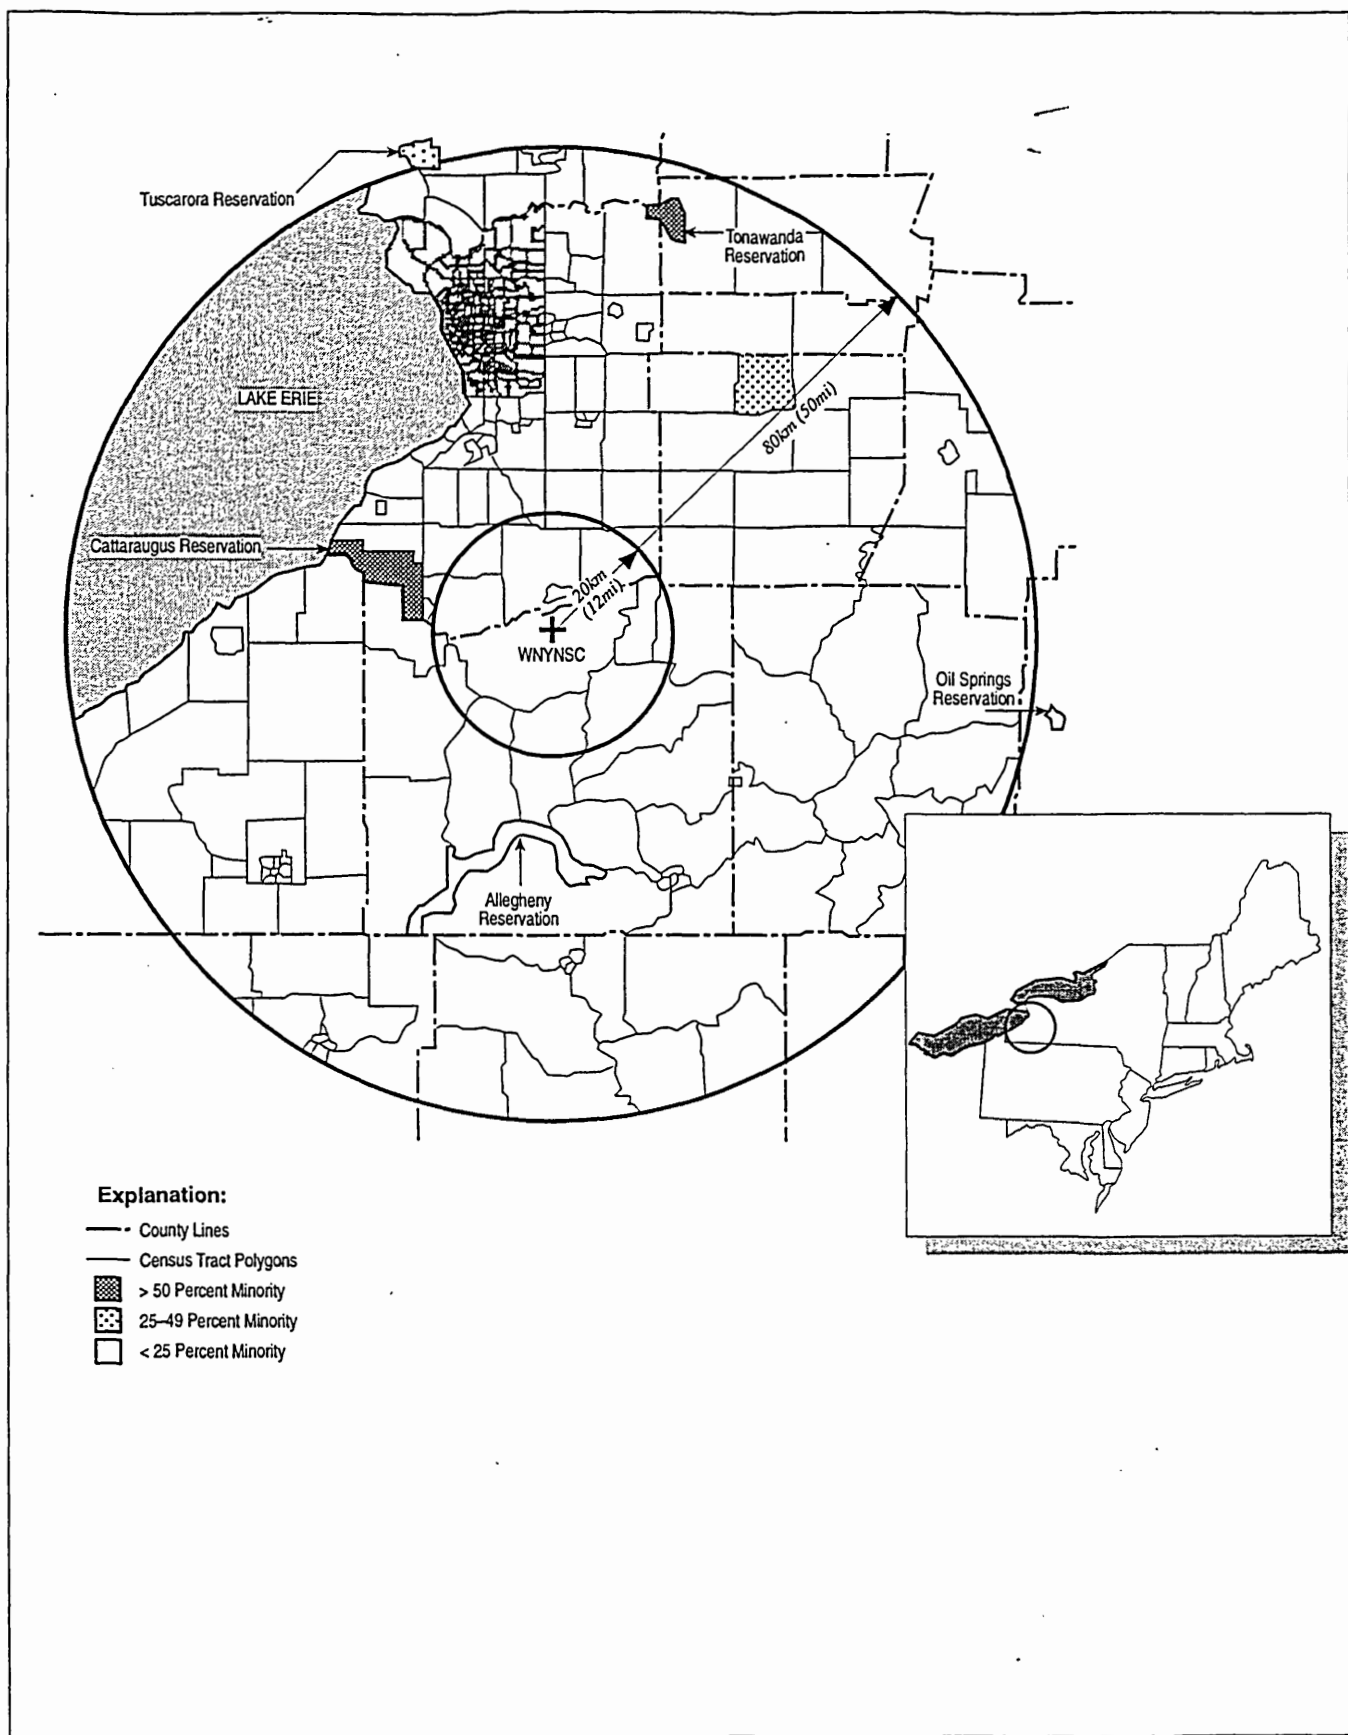 Tuscarora Reservation
Tonawanda
Reservation
LAKE ERIE
80km (50mi)
Cattaraugus Reservation
20km
(12mi)
WNYNSC
Oil Springs
Reservation
Allegheny
Reservation
Explanation:
County Lines
Census Tract Polygons
> 50 Percent Minority
25–49 Percent Minority
< 25 Percent Minority